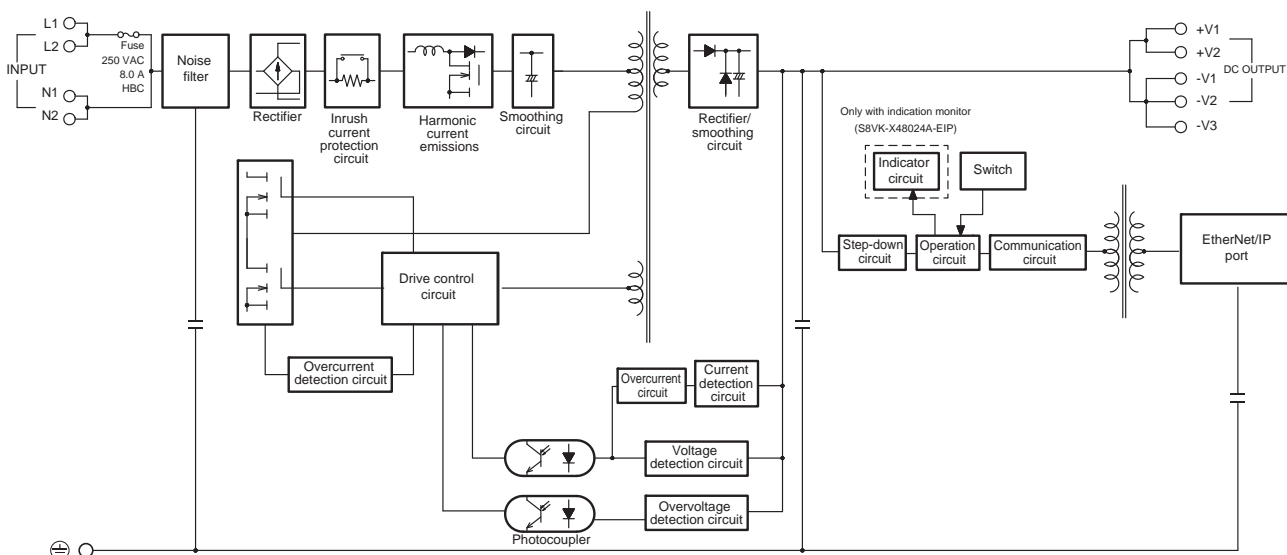 L1
L2
INPUT
N1
N2
Fuse
250 VAC
8.0 A
HBC
Noise
filter
Rectifier
Inrush
current
protection
circuit
Harmonic
current
emissions
Smoothing
circuit
Rectifier/
smoothing
circuit
+V1
+V2
DC OUTPUT
-V1
-V2
-V3
Only with indication monitor
(S8VK-X48024A-EIP)
Indicator
circuit
Switch
Step-down
circuit
Operation
circuit
Communication
circuit
EtherNet/IP
port
Drive control
circuit
Overcurrent
detection circuit
Overcurrent
circuit
Current
detection
circuit
Voltage
detection circuit
Overvoltage
detection circuit
Photocoupler